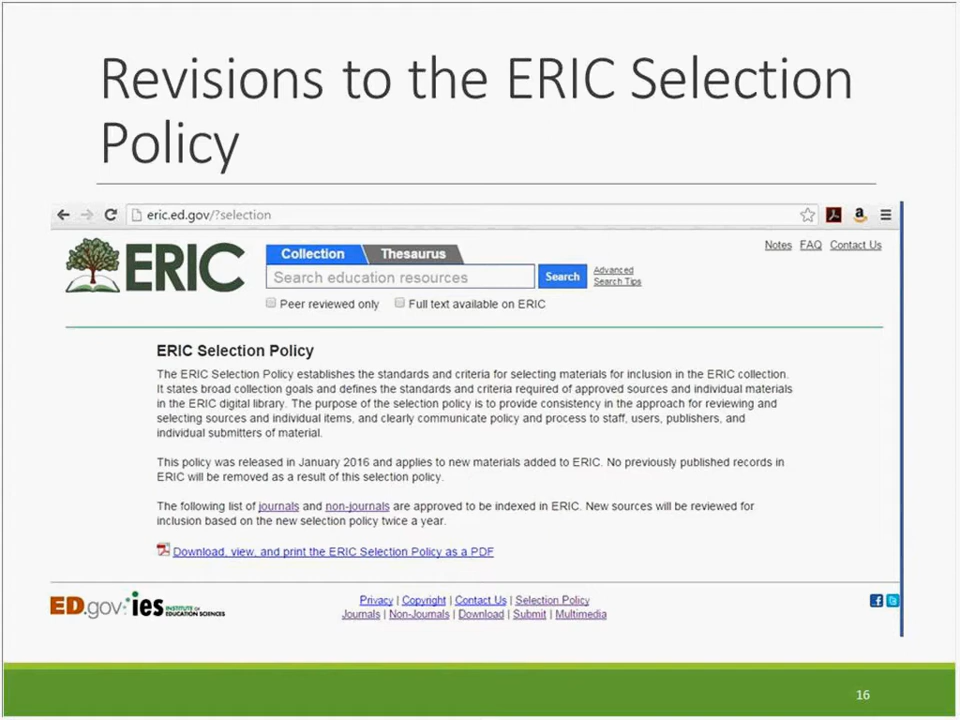 Revisions to the ERIC Selection
Policy
eric.ed.gov/?selection
ERIC
Collection Thesaurus
Notes FAQ Contact Us
Search education resources Search Advanced
Search Tips
Peer reviewed only Full text available on ERIC
ERIC Selection Policy
The ERIC Selection Policy establishes the standards and criteria for selecting materials for inclusion in the ERIC collection.
It states broad collection goals and defines the standards and criteria required of approved sources and individual materials
in the ERIC digital library. The purpose of the selection policy is to provide consistency in the approach for reviewing and
selecting sources and individual items, and clearly communicate policy and process to staff, users, publishers, and
individual submitters of material.
This policy was released in January 2016 and applies to new materials added to ERIC. No previously published records in
ERIC will be removed as a result of this selection policy.
The following list of journals and non-journals are approved to be indexed in ERIC. New sources will be reviewed for
inclusion based on the new selection policy twice a year.
Download, view, and print the ERIC Selection Policy as a PDF
ED.gov ies INSTITUTE OF
EDUCATION SCIENCES
Privacy | Copyright | Contact Us | Selection Policy
Journals | Non-Journals | Download | Submit | Multimedia
16